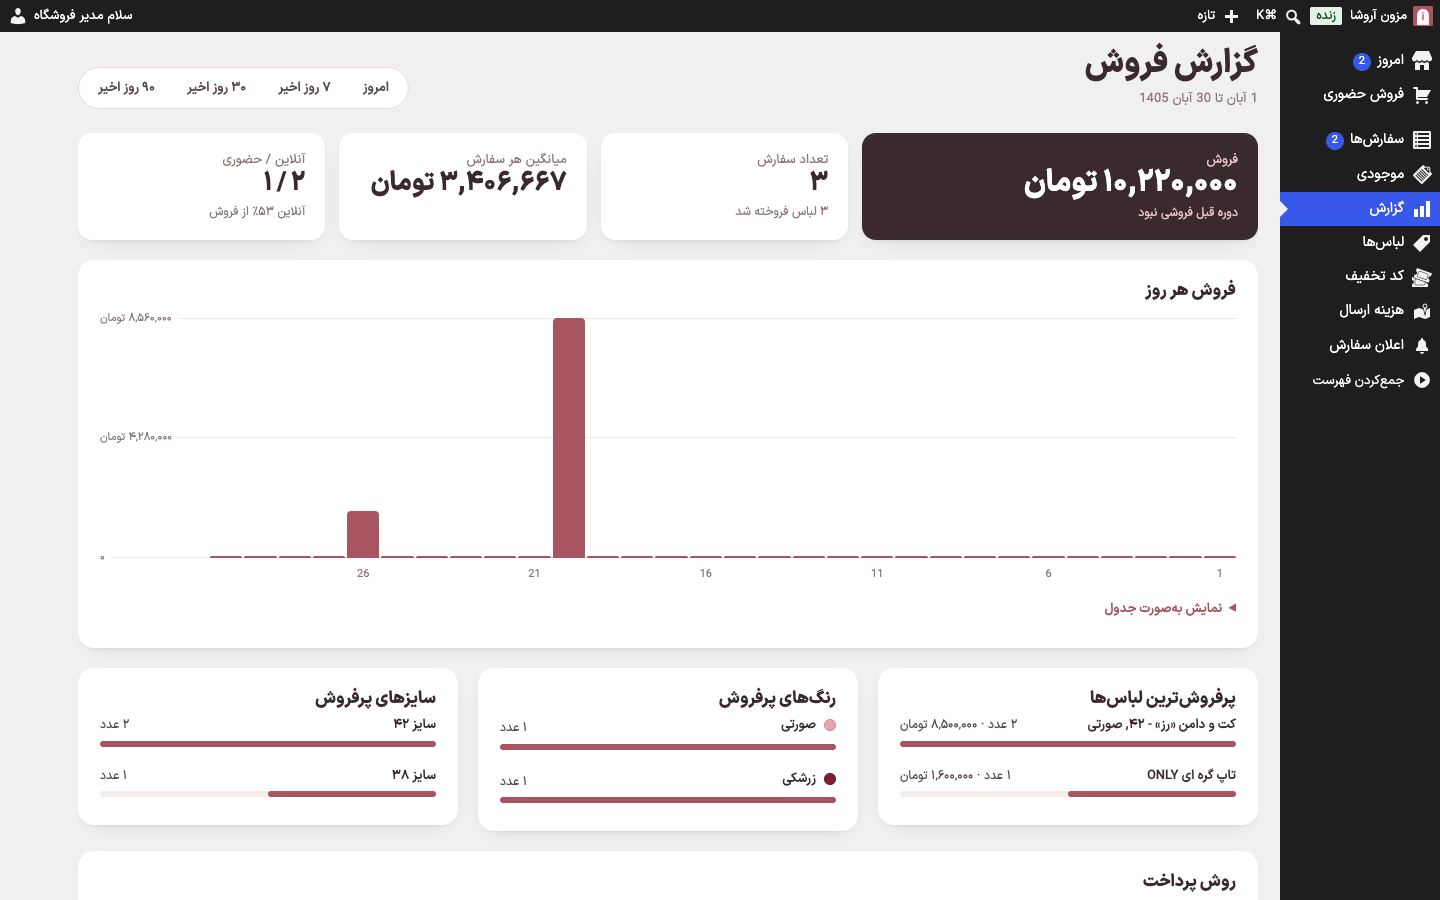 مزون آروشا
زنده
⌘K
تازه
سلام مدیر فروشگاه
امروز 2
فروش حضوری
سفارش‌ها 2
موجودی
گزارش
لباس‌ها
کد تخفیف
هزینه ارسال
اعلان سفارش
جمع‌کردن فهرست
گزارش فروش
1 آبان تا 30 آبان 1405
امروز
۷ روز اخیر
۳۰ روز اخیر
۹۰ روز اخیر
فروش
۱۰,۲۲۰,۰۰۰ تومان
دوره قبل فروشی نبود
تعداد سفارش
۳
۳ لباس فروخته شد
میانگین هر سفارش
۳,۴۰۶,۶۶۷ تومان
آنلاین / حضوری
۲ / ۱
آنلاین ۵۳٪ از فروش
فروش هر روز
۸,۵۶۰,۰۰۰ تومان
۴,۲۸۰,۰۰۰ تومان
۰
1
6
11
16
21
26
نمایش به‌صورت جدول
پرفروش‌ترین لباس‌ها
کت و دامن «رز» - ۴۲, صورتی
۲ عدد · ۸,۵۰۰,۰۰۰ تومان
تاپ گره ای ONLY
۱ عدد · ۱,۶۰۰,۰۰۰ تومان
رنگ‌های پرفروش
صورتی
۱ عدد
زرشکی
۱ عدد
سایزهای پرفروش
سایز ۴۲
۲ عدد
سایز ۳۸
۱ عدد
روش پرداخت